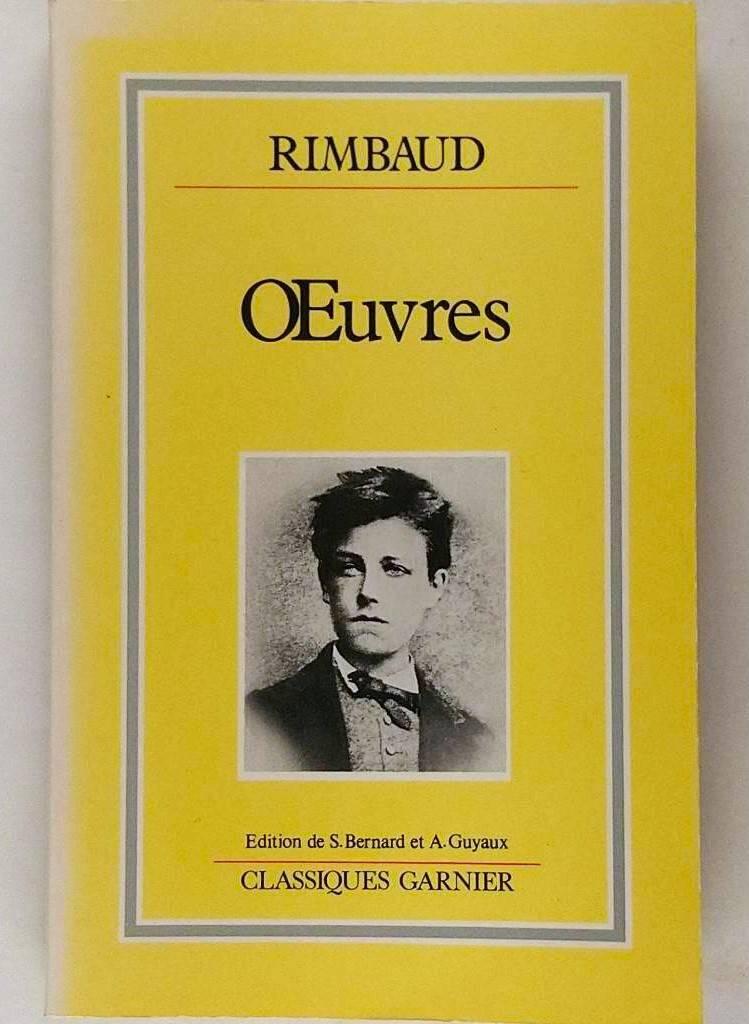 RIMBAUD
Œuvres
Edition de S. Bernard et A. Guyaux
CLASSIQUES GARNIER